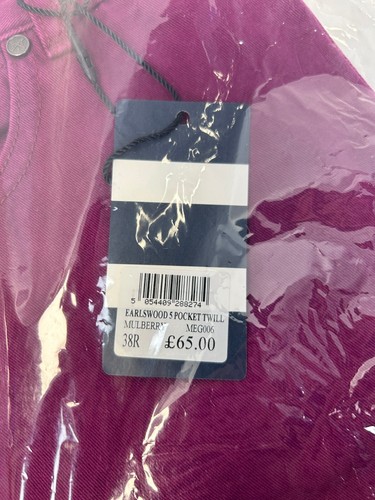 5 054409 288274
EARLSWOOD 5 POCKET TWILL
MULBERRY MEG006
38R £65.00